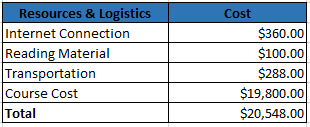 Resources & Logistics Cost
Internet Connection $360.00
Reading Material $100.00
Transportation $288.00
Course Cost $19,800.00
Total $20,548.00